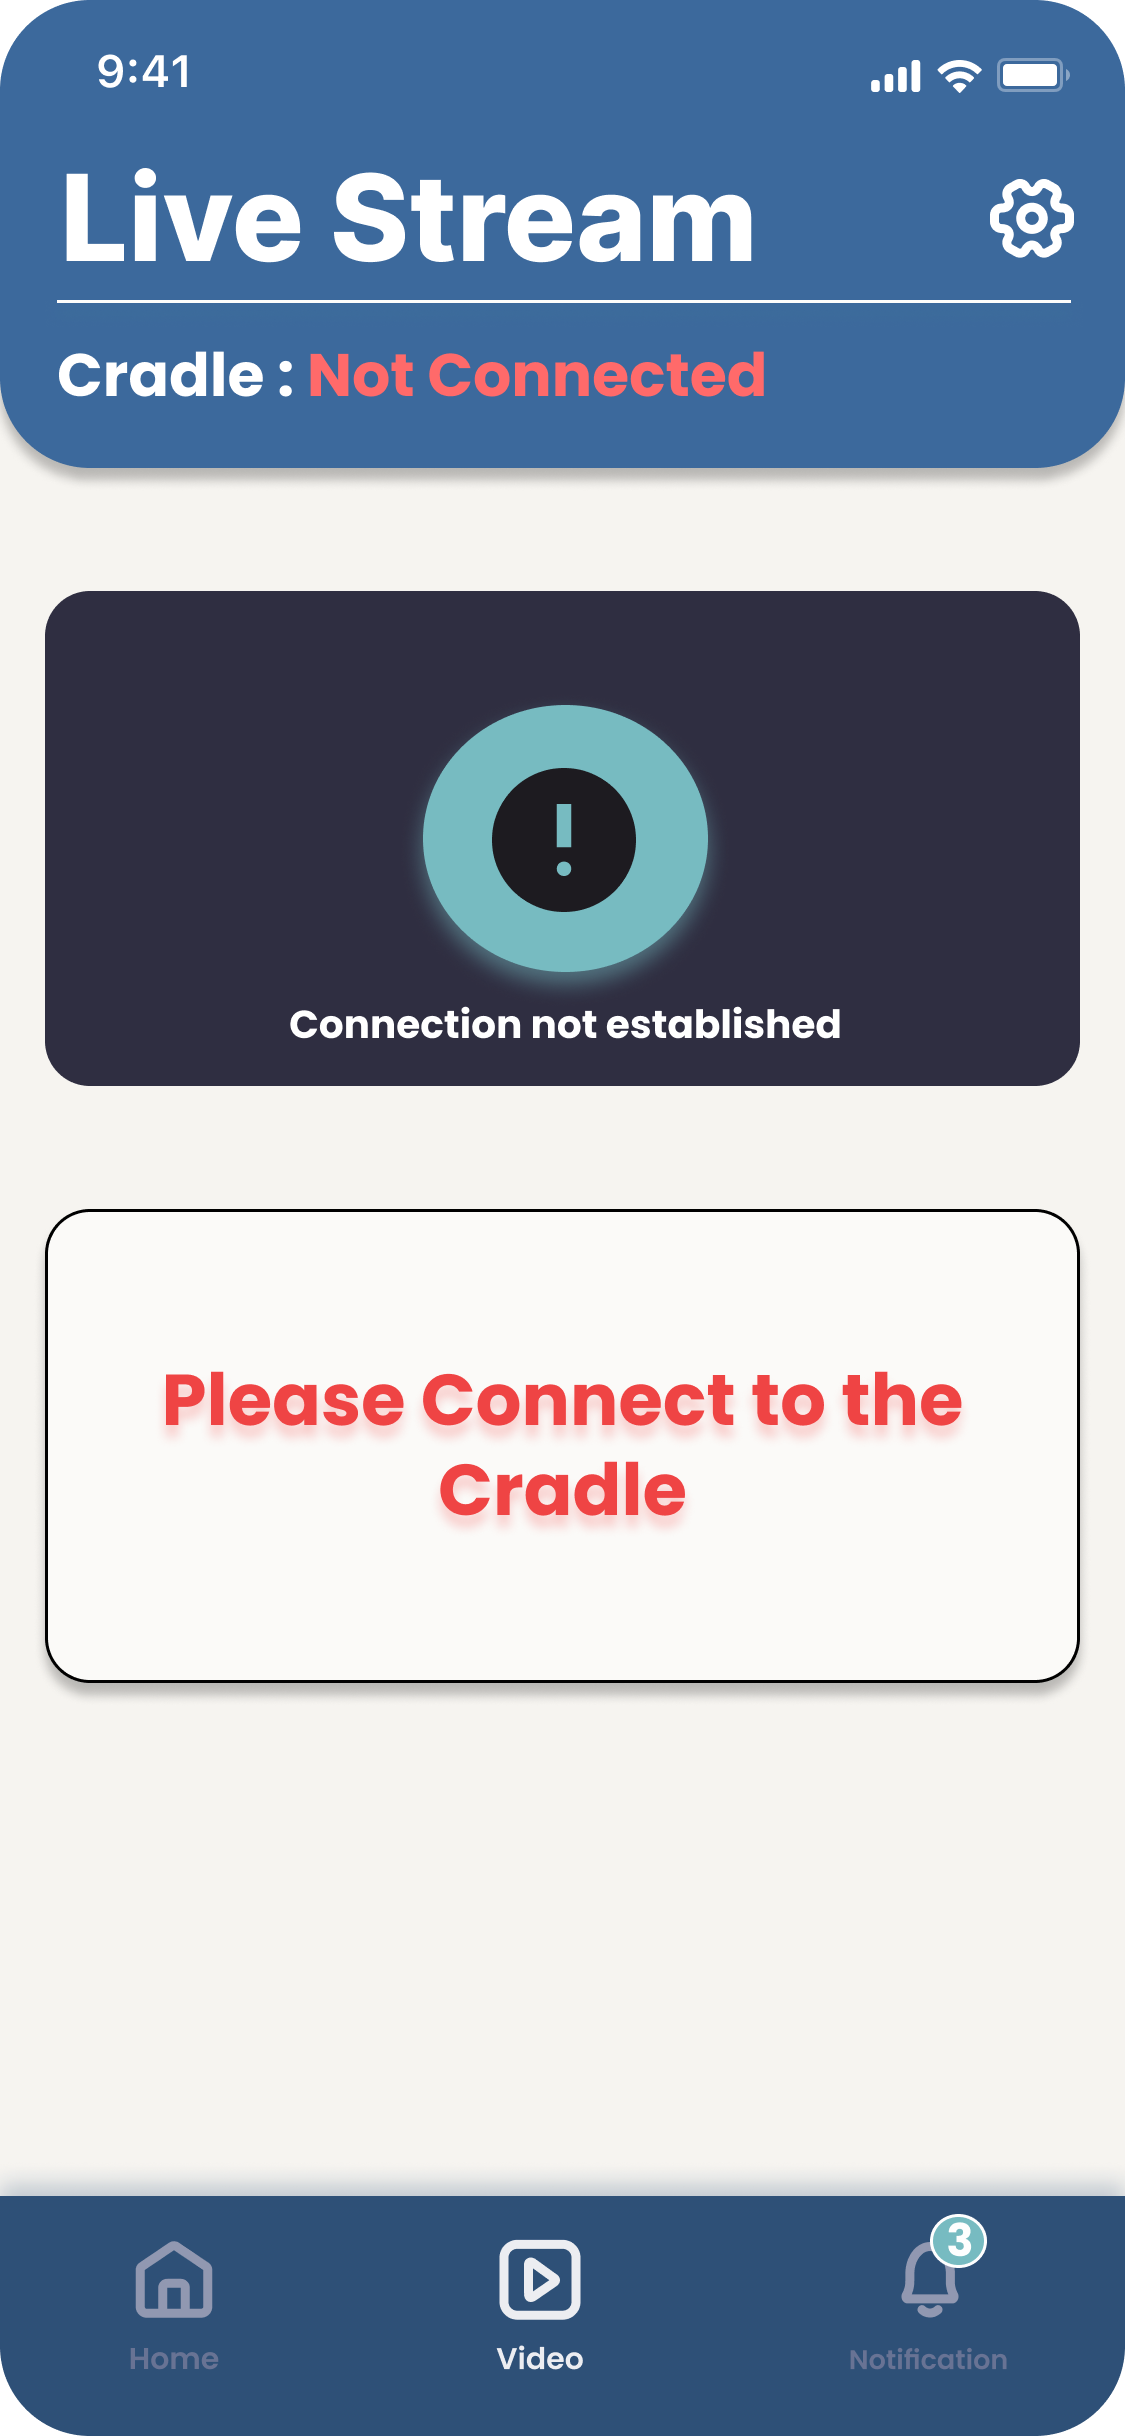 9:41
Live Stream
Cradle : Not Connected
Connection not established
Please Connect to the
Cradle
3
Home
Video
Notification